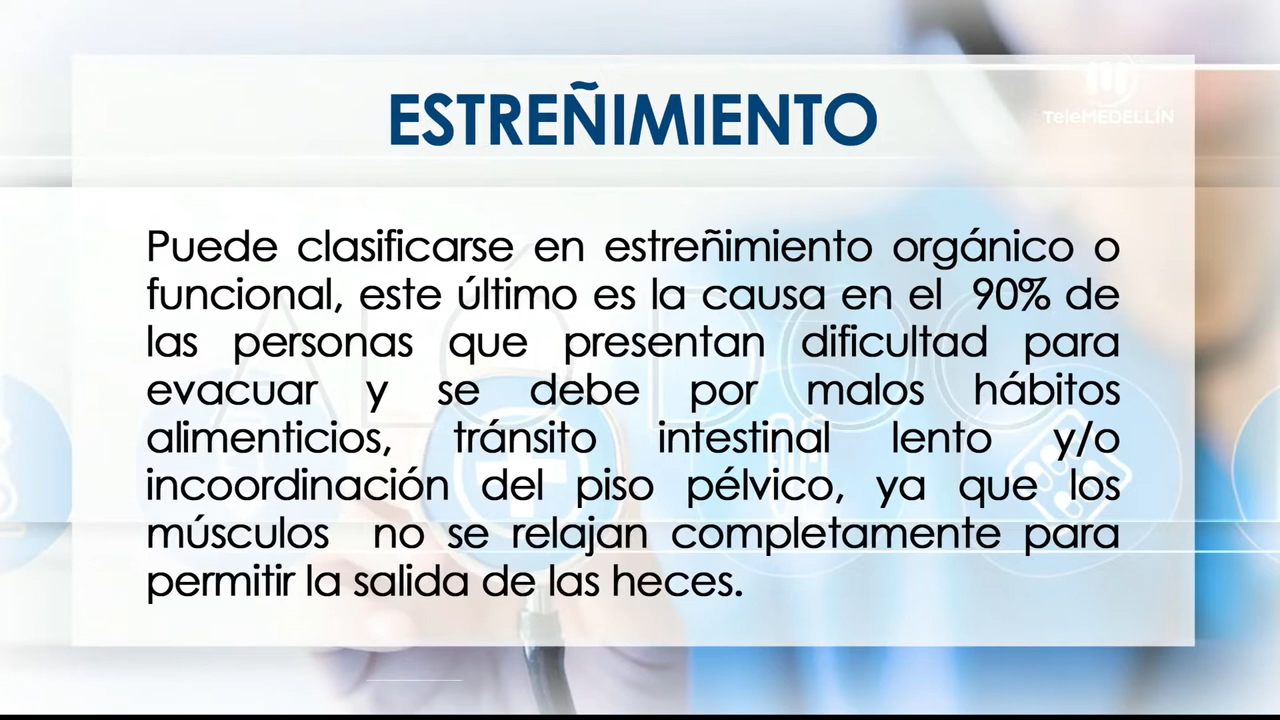 TeleMEDELLÍN
ESTREÑIMIENTO
Puede clasificarse en estreñimiento orgánico o
funcional, este último es la causa en el 90% de
las personas que presentan dificultad para
evacuar y se debe por malos hábitos
alimenticios, tránsito intestinal lento y/o
incoordinación del piso pélvico, ya que los
músculos no se relajan completamente para
permitir la salida de las heces.
ALÓ DOC